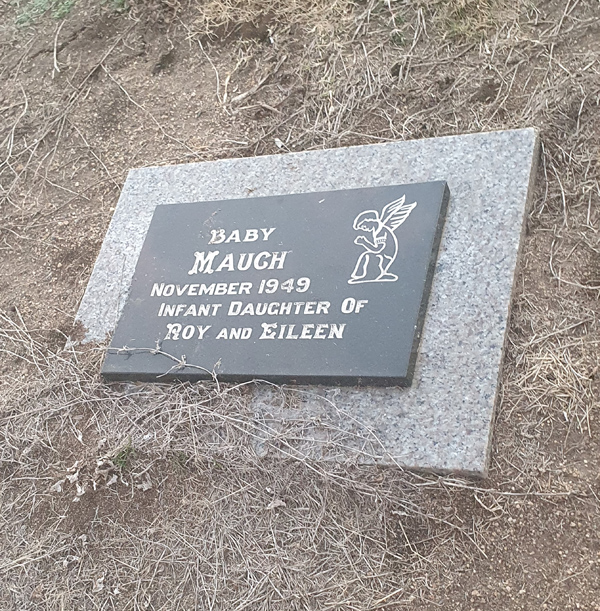 BABY
MAUCH
NOVEMBER 1949
INFANT DAUGHTER OF
ROY AND EILEEN